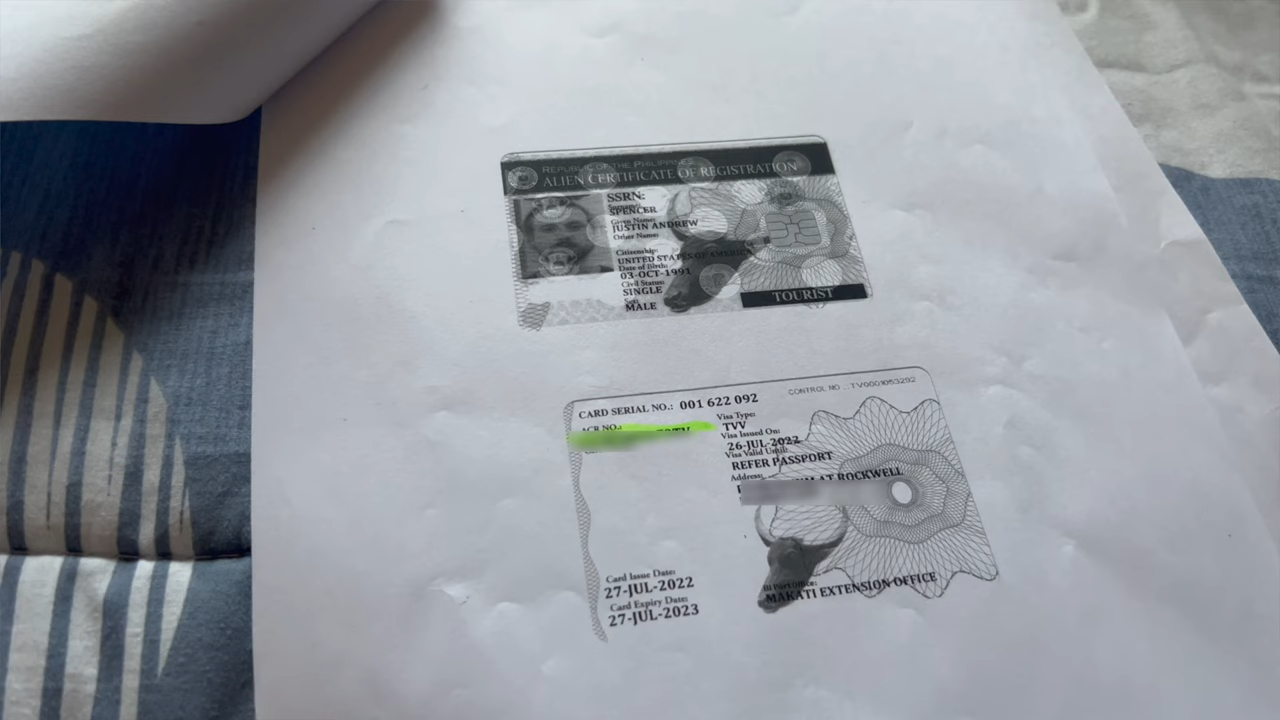 REPUBLIC OF THE PHILIPPINES
ALIEN CERTIFICATE OF REGISTRATION
SSRN:
Surname:
SPENCER
Given Name:
JUSTIN ANDREW
Other Name:
Citizenship:
UNITED STATES OF AMERICA
Date of Birth:
03-OCT-1991
Civil Status:
SINGLE
Sex:
MALE
TOURIST
CONTROL NO.: TV0001053292
CARD SERIAL NO.: 001 622 092
ACR NO.:
Visa Type:
TVV
Visa Issued On:
26-JUL-2022
Visa Valid Until:
REFER PASSPORT
Address:
AT ROCKWELL
Card Issue Date:
27-JUL-2022
Card Expiry Date:
27-JUL-2023
BI Port Office:
MAKATI EXTENSION OFFICE